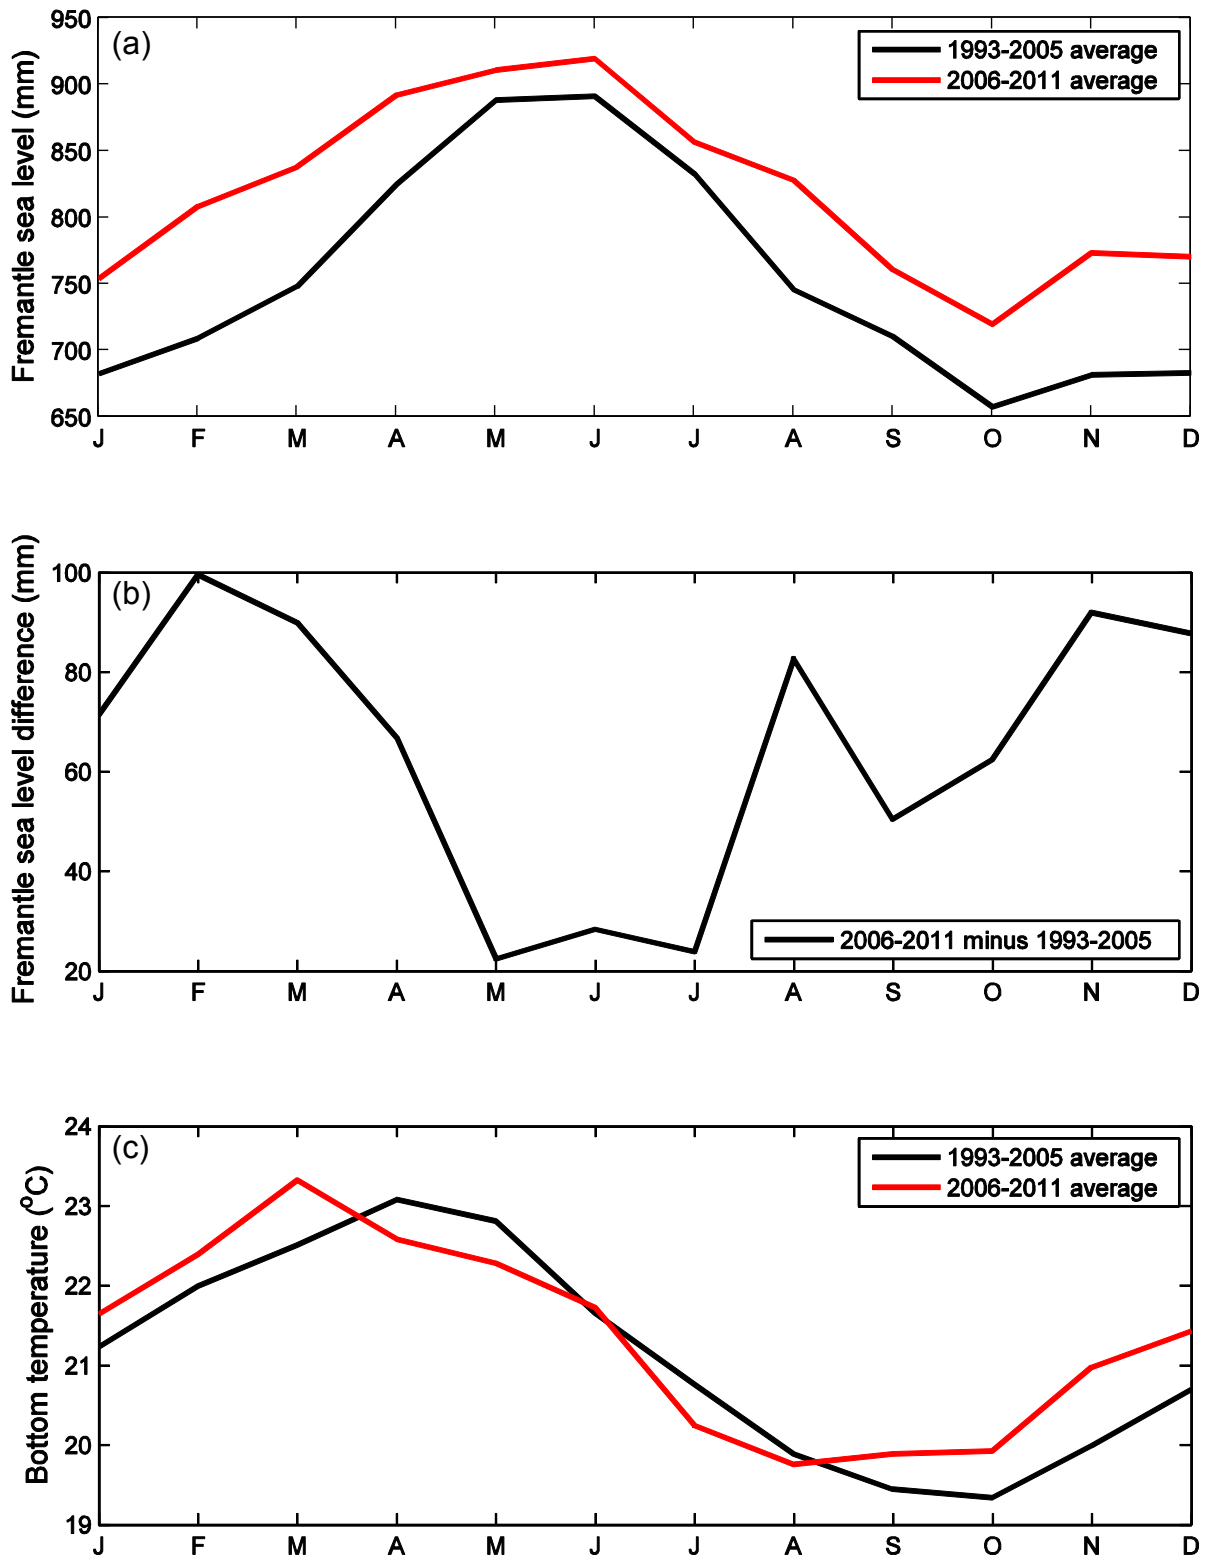 (a)
Fremantle sea level (mm)
950
900
850
800
750
700
650
1993-2005 average
2006-2011 average
J F M A M J J A S O N D
(b)
Fremantle sea level difference (mm)
100
80
60
40
20
2006-2011 minus 1993-2005
J F M A M J J A S O N D
(c)
Bottom temperature (ºC)
24
23
22
21
20
19
1993-2005 average
2006-2011 average
J F M A M J J A S O N D